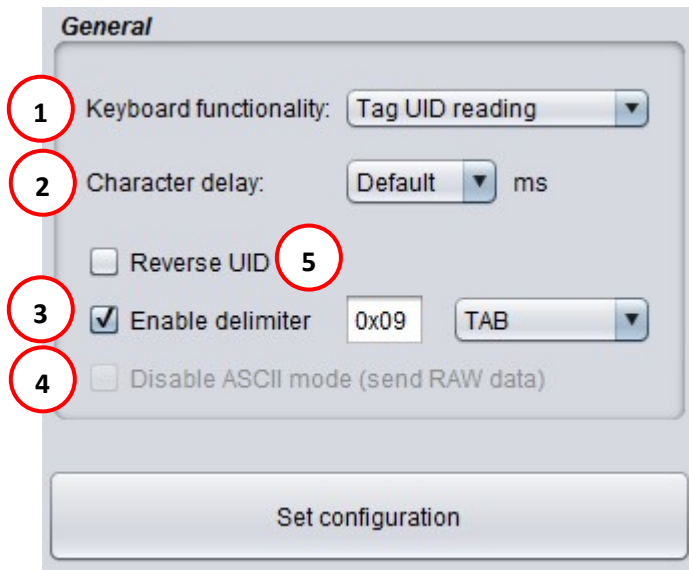 General
1 Keyboard functionality: Tag UID reading
2 Character delay: Default ms
Reverse UID 5
3 Enable delimiter 0x09 TAB
4 Disable ASCII mode (send RAW data)
Set configuration